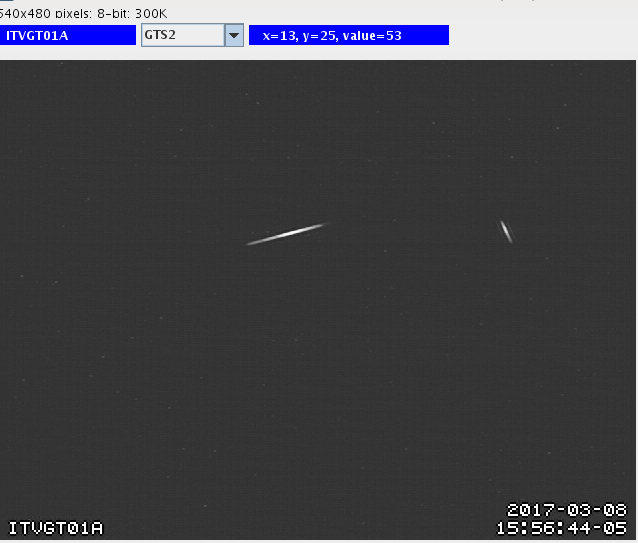 640x480 pixels: 8-bit: 300K
ITVGT01A
GTS2
x=13, y=25, value=53
2017-03-08
ITVGT01A
15:56:44-05